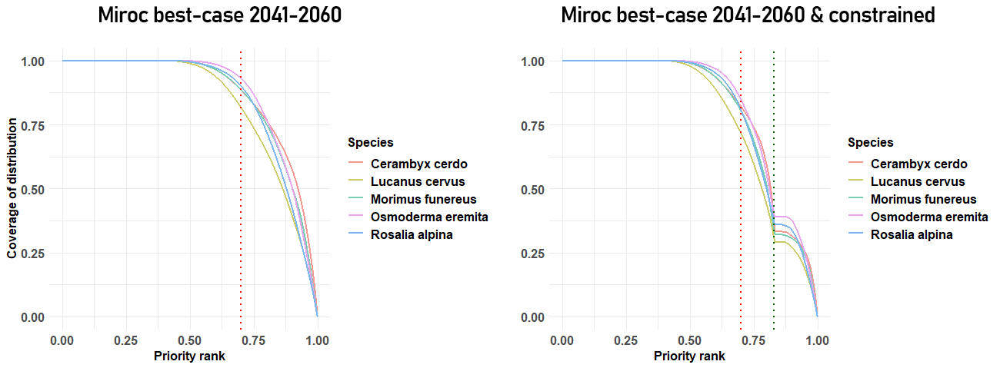 Miroc best-case 2041-2060
Coverage of distribution
1.00
0.75
0.50
0.25
0.00
0.00 0.25 0.50 0.75 1.00
Priority rank
Species
Cerambyx cerdo
Lucanus cervus
Morimus funereus
Osmoderma eremita
Rosalia alpina
Miroc best-case 2041-2060 & constrained
1.00
0.75
0.50
0.25
0.00
0.00 0.25 0.50 0.75 1.00
Priority rank
Species
Cerambyx cerdo
Lucanus cervus
Morimus funereus
Osmoderma eremita
Rosalia alpina